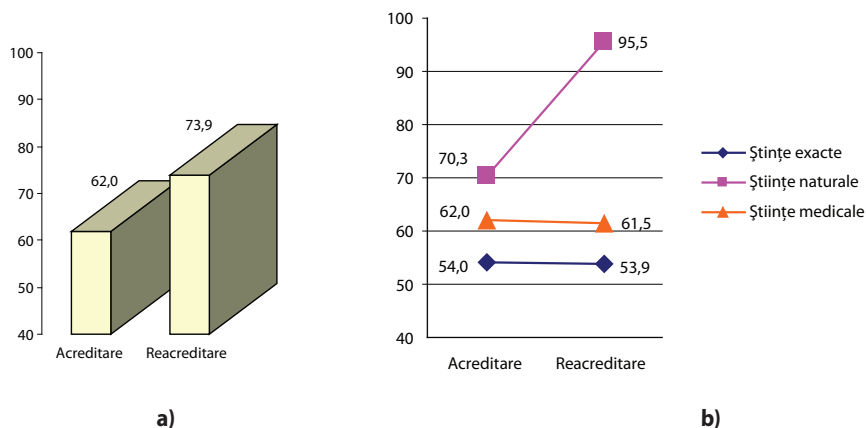 100
90
80
70
60
50
40
62,0
73,9
Acreditare
Reacreditare
a)
100
90
80
70
60
50
40
70,3
95,5
62,0
61,5
54,0
53,9
Acreditare
Reacreditare
Ştinţe exacte
Ştiinţe naturale
Ştiinţe medicale
b)